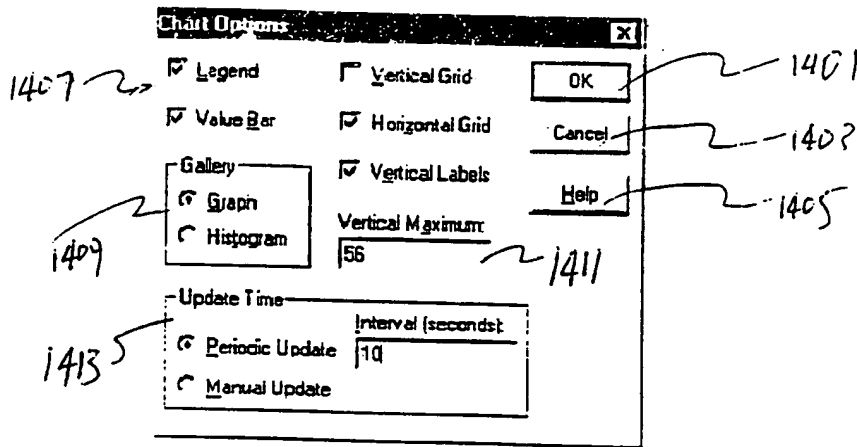 Chart Options
1407
Legend
Vertical Grid
OK
1401
Value Bar
Horizontal Grid
Cancel
1403
Gallery
Vertical Labels
Graph
Help
1405
Histogram
Vertical Maximum:
1409
56
1411
Update Time
Interval (seconds):
Periodic Update
10
1413
Manual Update